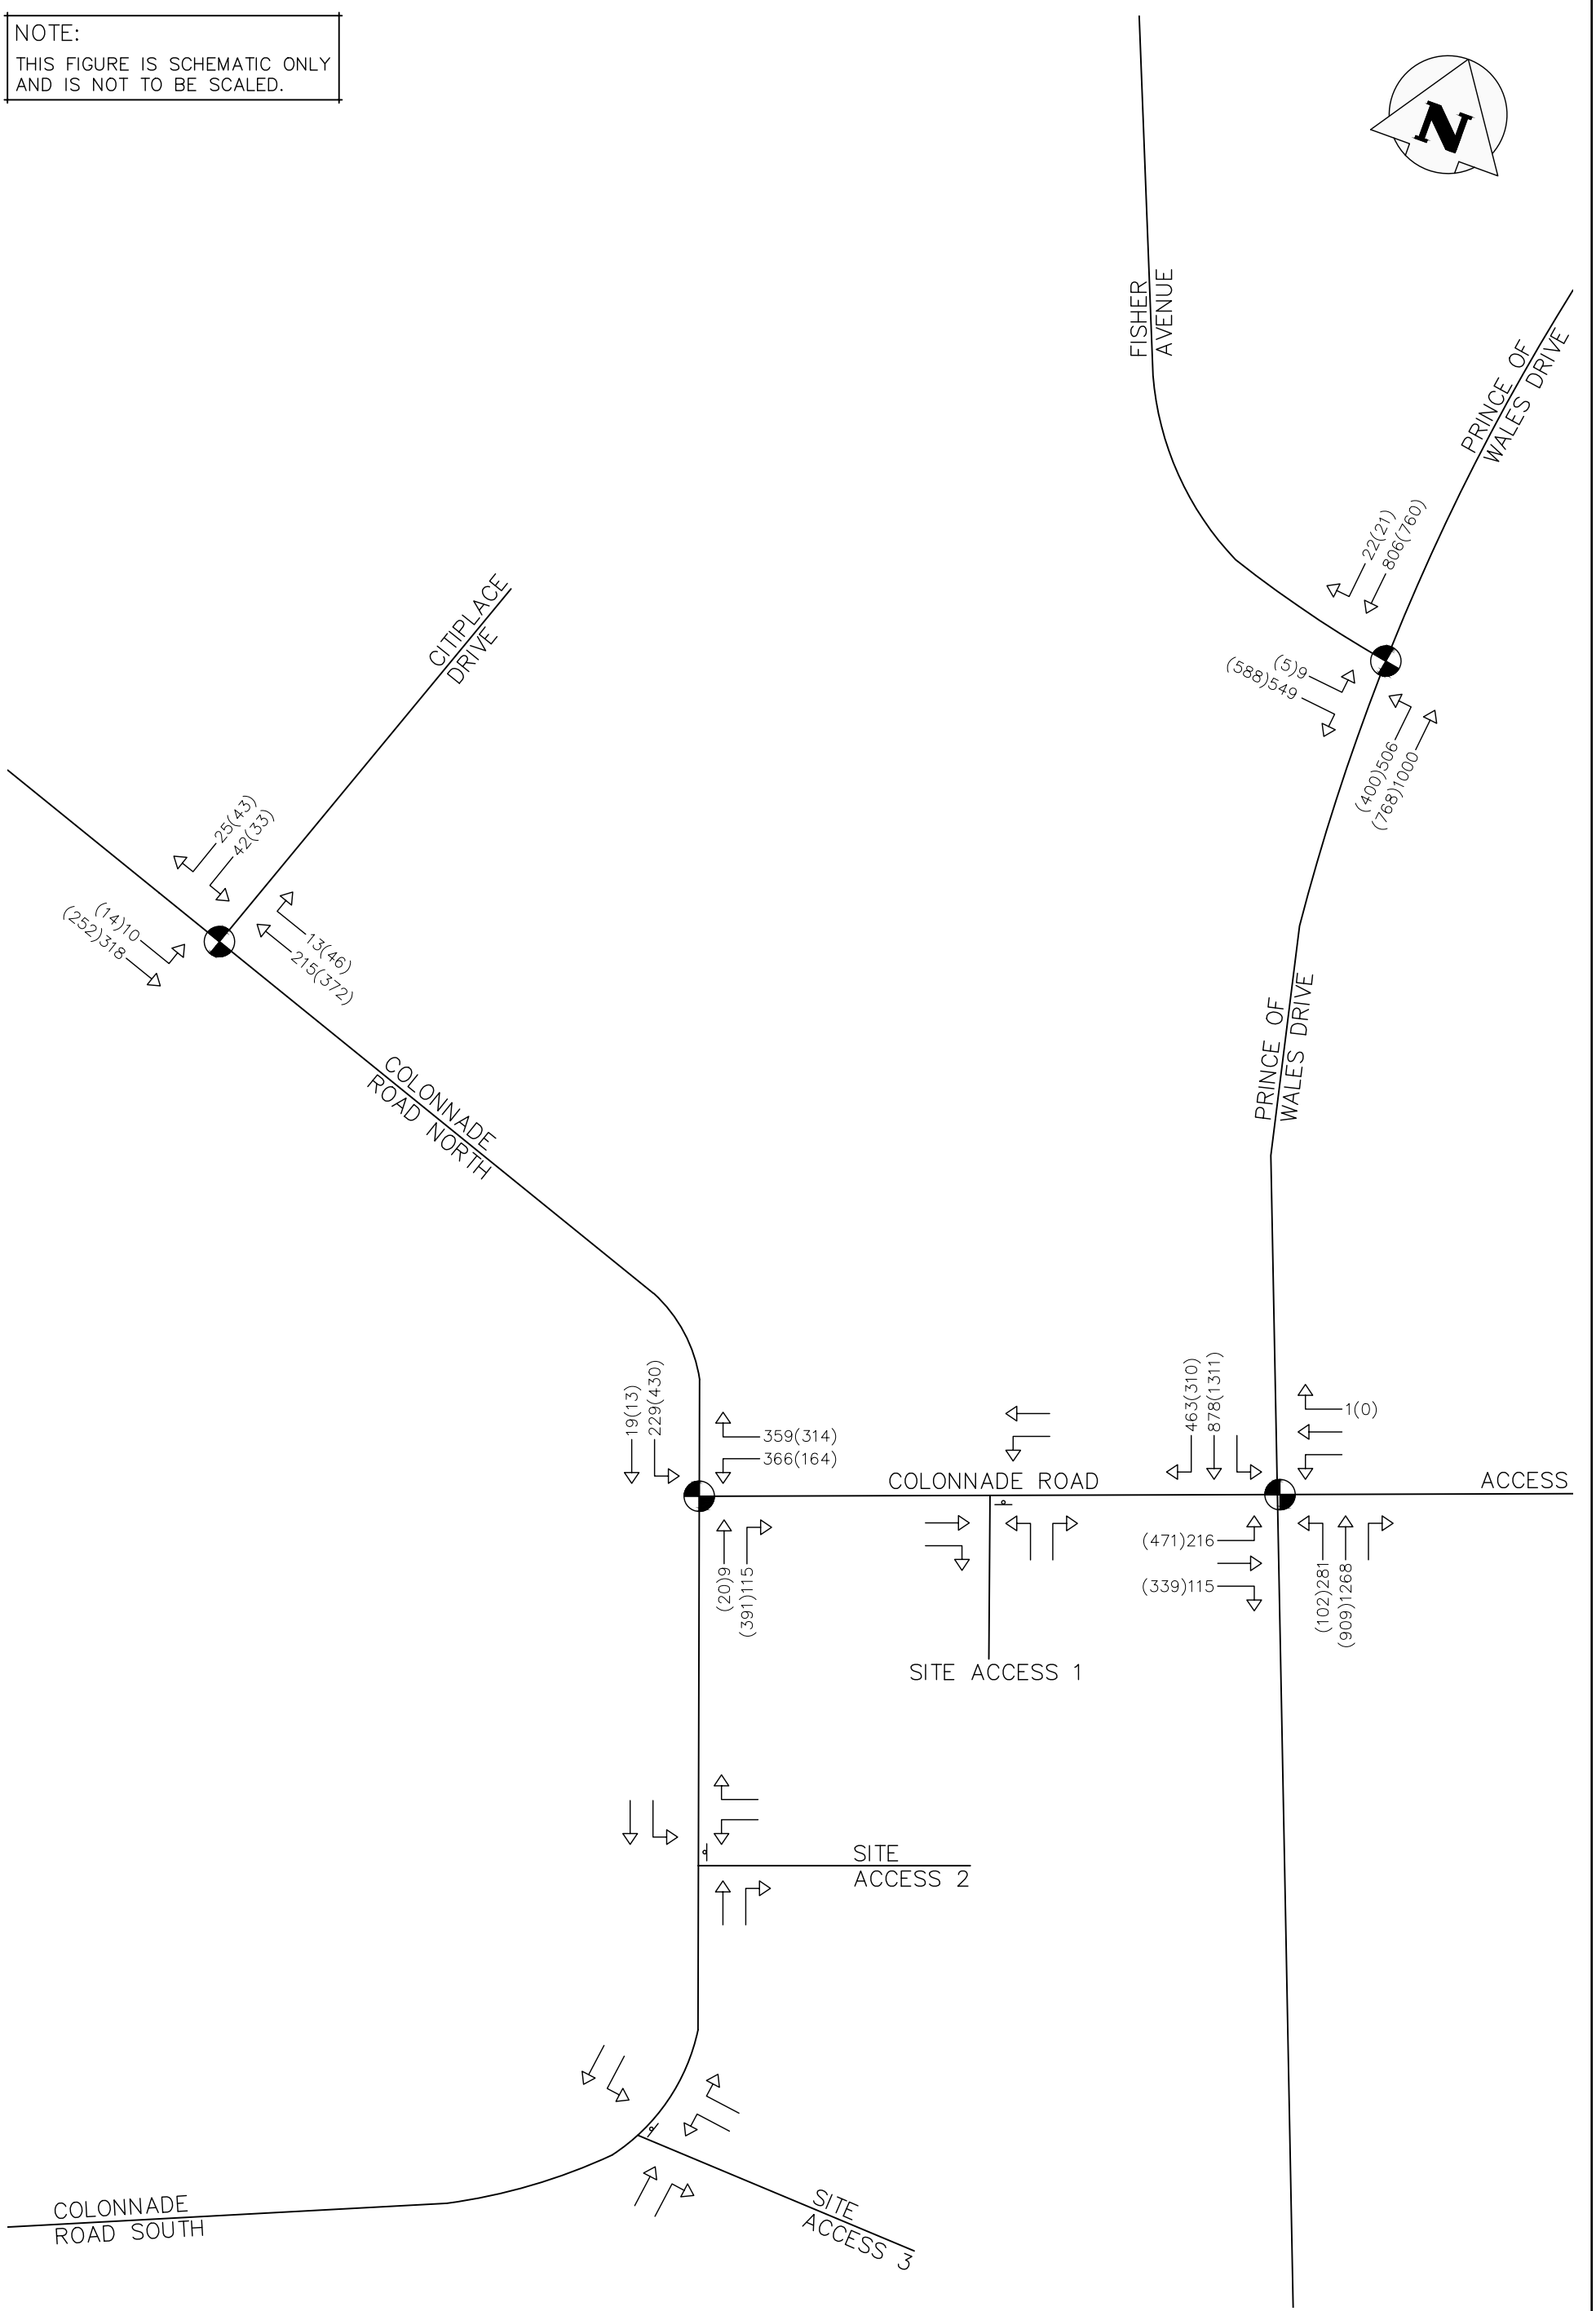 NOTE:
THIS FIGURE IS SCHEMATIC ONLY
AND IS NOT TO BE SCALED.
N
FISHER
AVENUE
PRINCE OF
WALES DRIVE
22(21)
806(760)
(5)9
(588)549
(400)506
(768)1000
CITIPLACE
DRIVE
25(43)
42(33)
(14)10
(252)318
13(46)
215(372)
COLONNADE
ROAD NORTH
PRINCE OF
WALES DRIVE
19(13)
229(430)
359(314)
366(164)
(20)9
(391)115
COLONNADE ROAD
463(310)
878(1311)
1(0)
ACCESS
(471)216
(339)115
(102)281
(909)1268
SITE ACCESS 1
SITE
ACCESS 2
SITE
ACCESS 3
COLONNADE
ROAD SOUTH